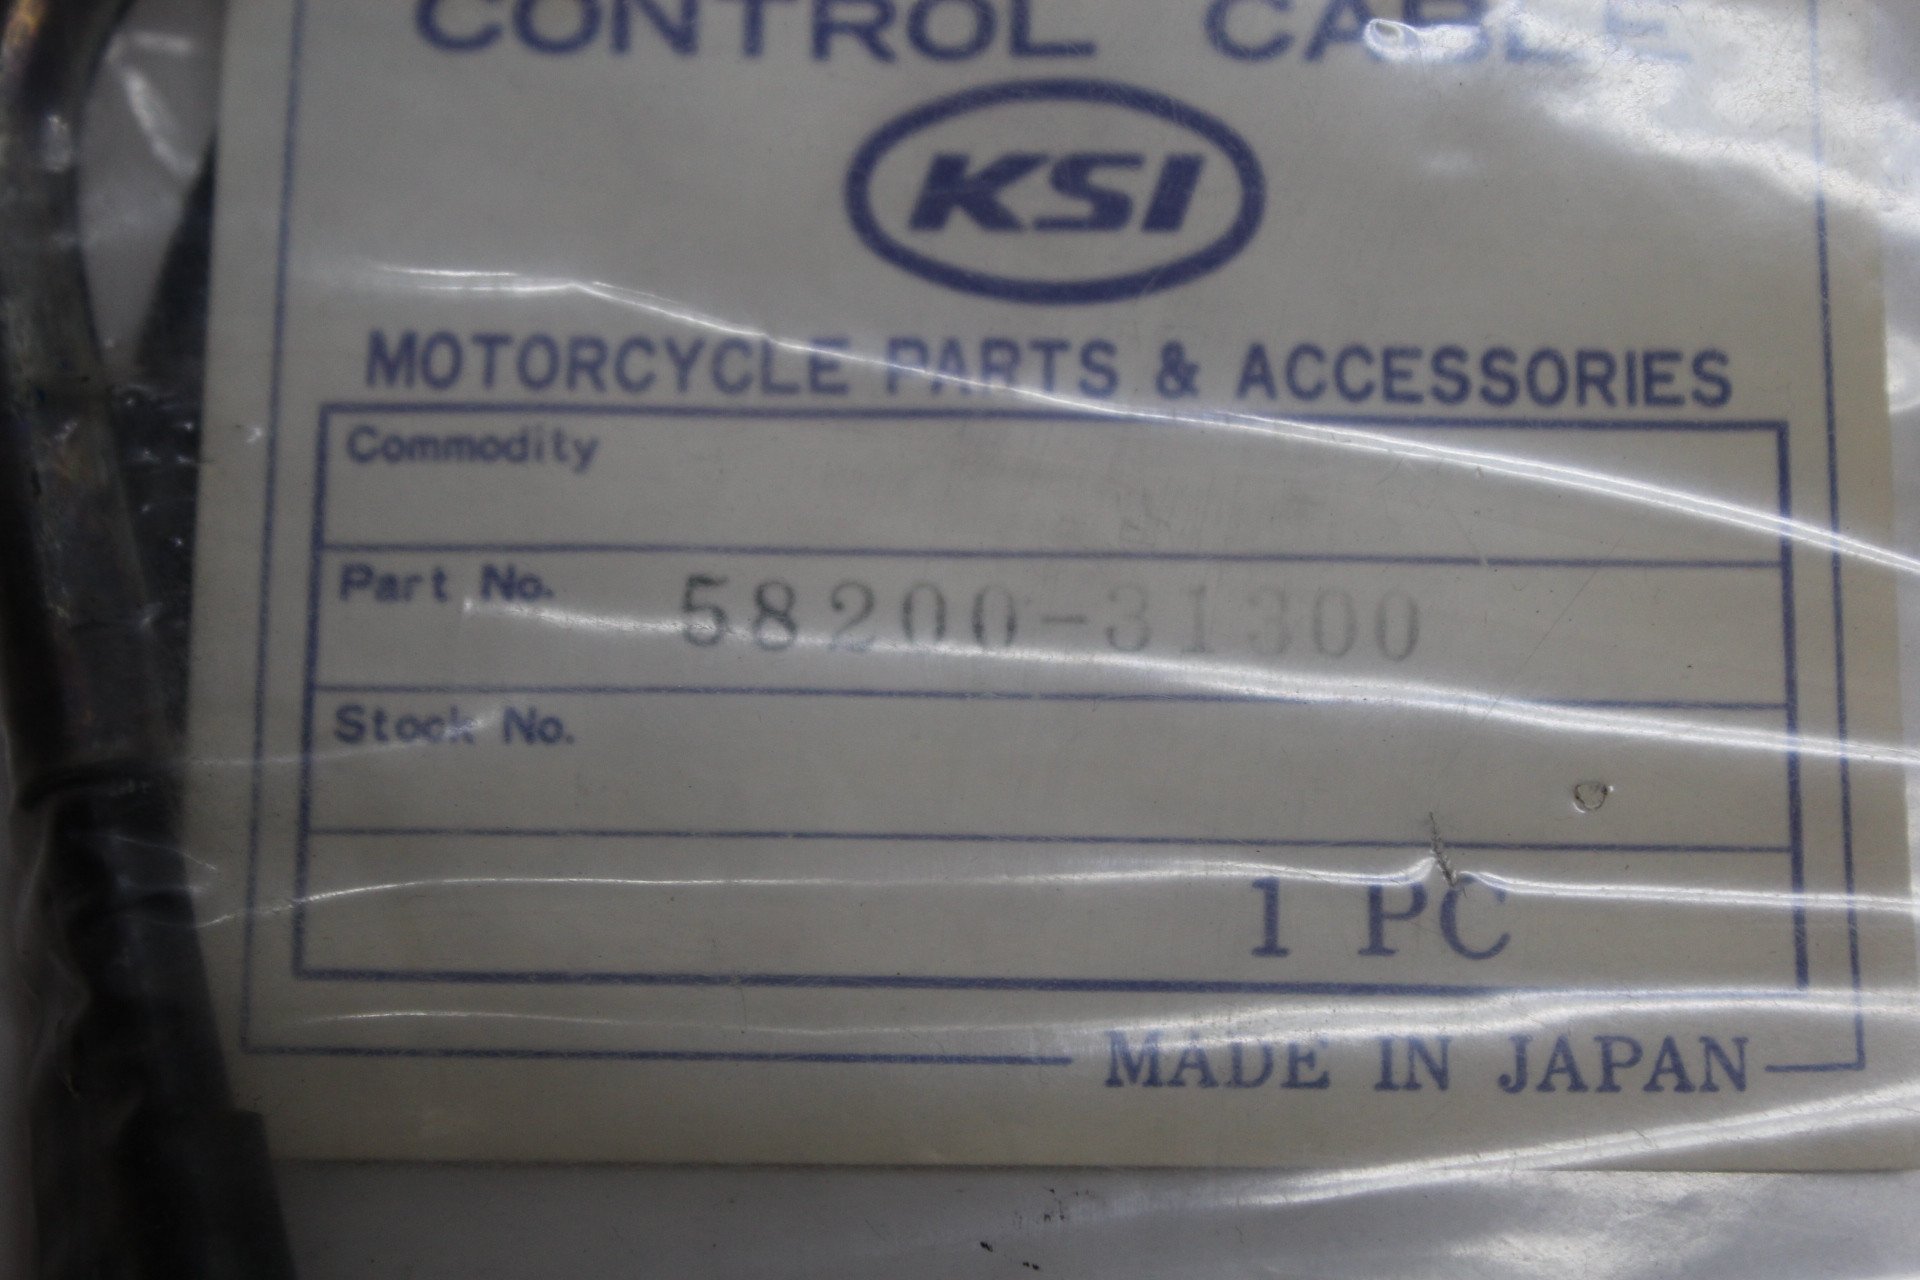 CONTROL CABLE
KSI
MOTORCYCLE PARTS & ACCESSORIES
Commodity
Part No. 58200-31300
Stock No.
1 PC
MADE IN JAPAN